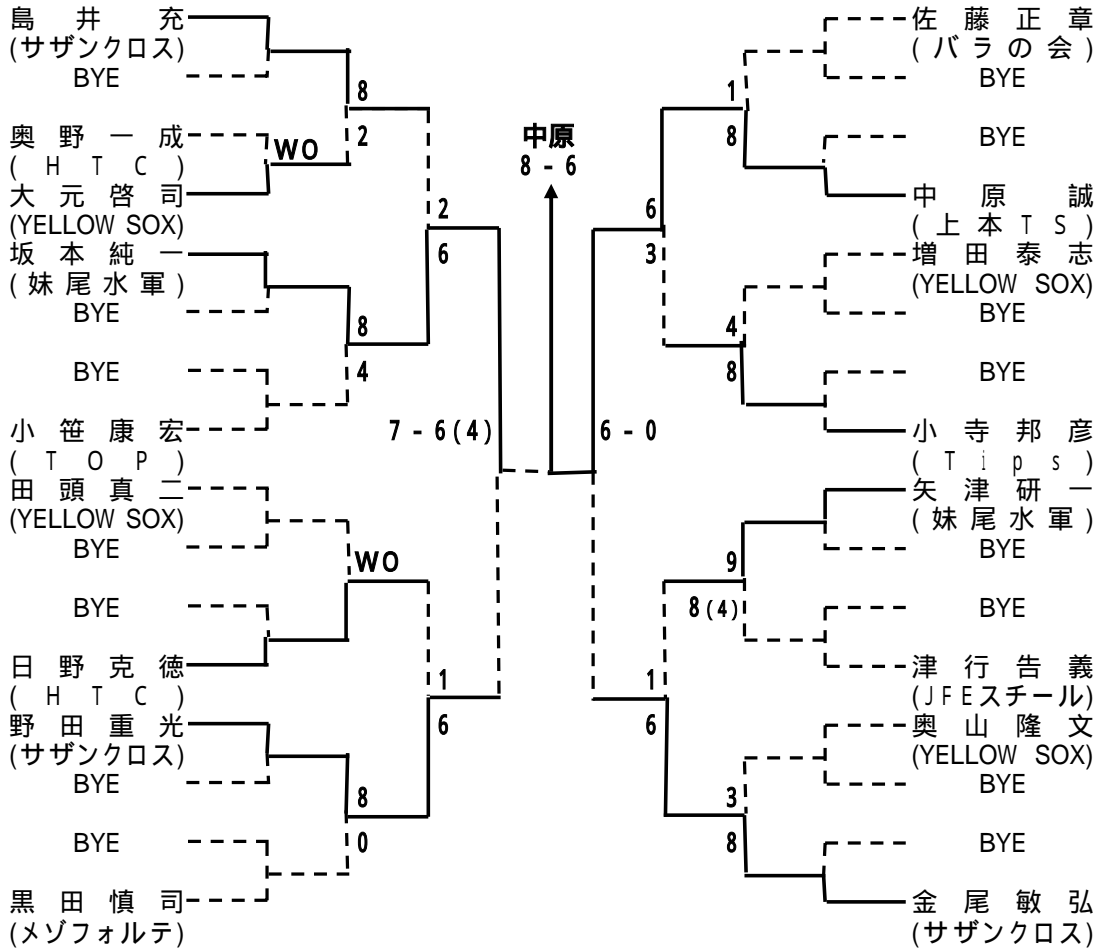 島井充
(サザンクロス)
BYE
奥野一成
(HTC)
大元啓司
(YELLOW SOX)
坂本純一
(妹尾水軍)
BYE
BYE
小笹康宏
(TOP)
田頭真二
(YELLOW SOX)
BYE
BYE
日野克徳
(HTC)
野田重光
(サザンクロス)
BYE
BYE
黒田慎司
(メゾフォルテ)
WO
8
2
8
4
WO
8
0
2
6
1
6
7-6(4)
中原
8-6
6-0
6
3
1
6
1
8
4
8
9
8(4)
3
8
佐藤正章
(バラの会)
BYE
BYE
中原誠
(上本TS)
増田泰志
(YELLOW SOX)
BYE
BYE
小寺邦彦
(Tips)
矢津研一
(妹尾水軍)
BYE
BYE
津行告義
(JFEスチール)
奥山隆文
(YELLOW SOX)
BYE
BYE
金尾敏弘
(サザンクロス)